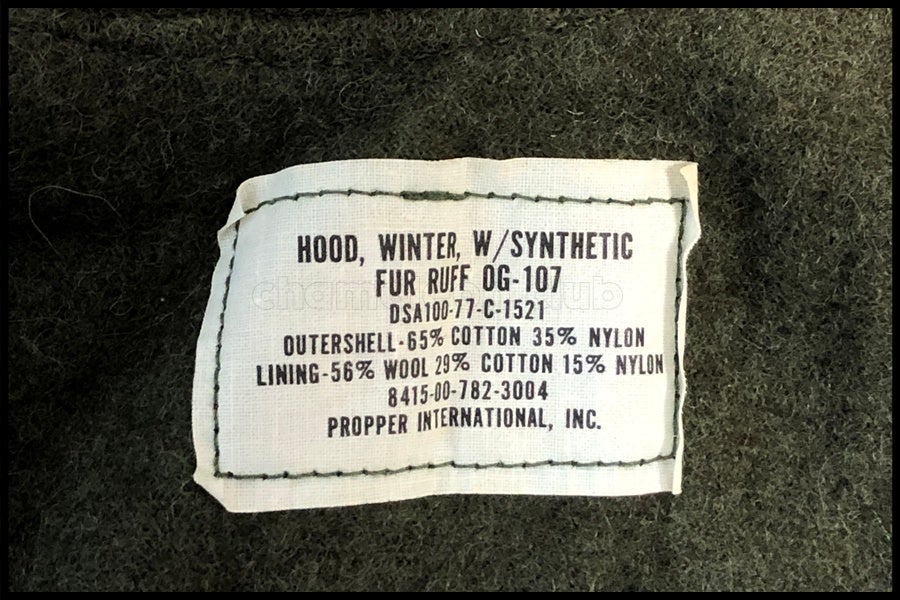 HOOD, WINTER, W/SYNTHETIC
FUR RUFF OG-107
DSA100-77-C-1521
OUTERSHELL-65% COTTON 35% NYLON
LINING-56% WOOL 29% COTTON 15% NYLON
8415-00-782-3004
PROPPER INTERNATIONAL, INC.